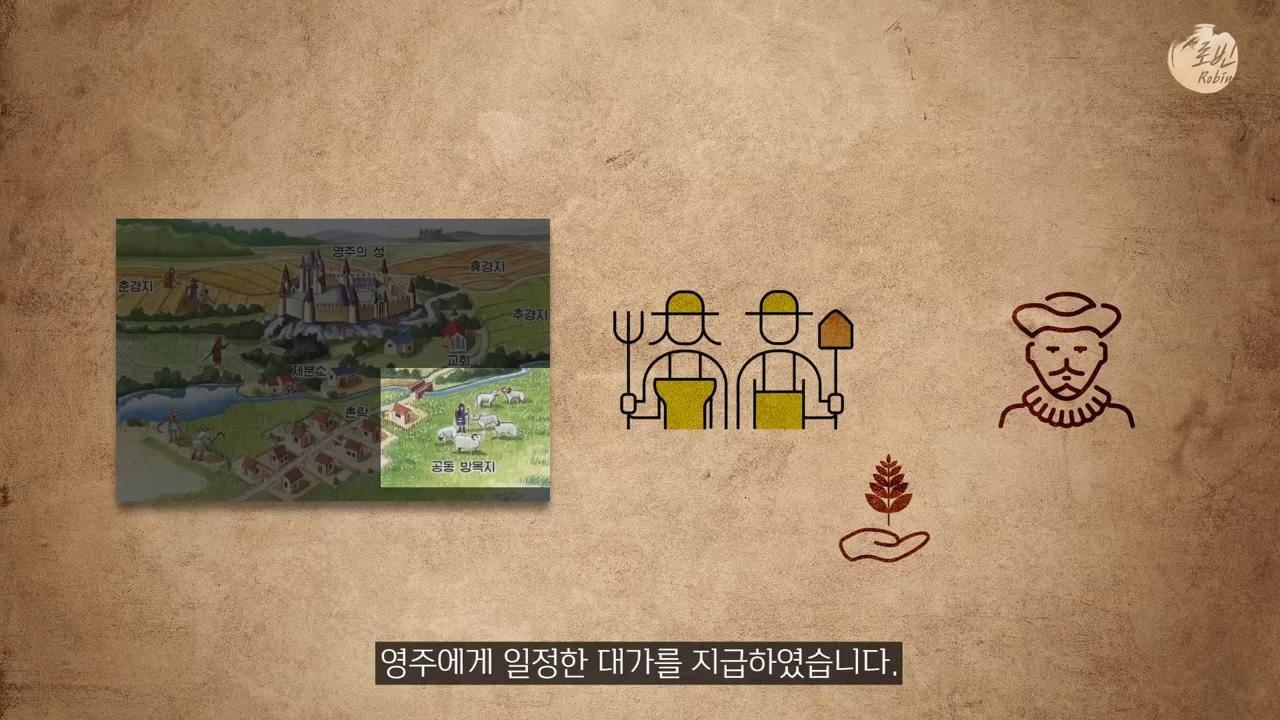 로빈
Robin
영주의 성
휴경지
춘경지
추경지
교회
제분소
촌락
공동 방목지
영주에게 일정한 대가를 지급하였습니다.